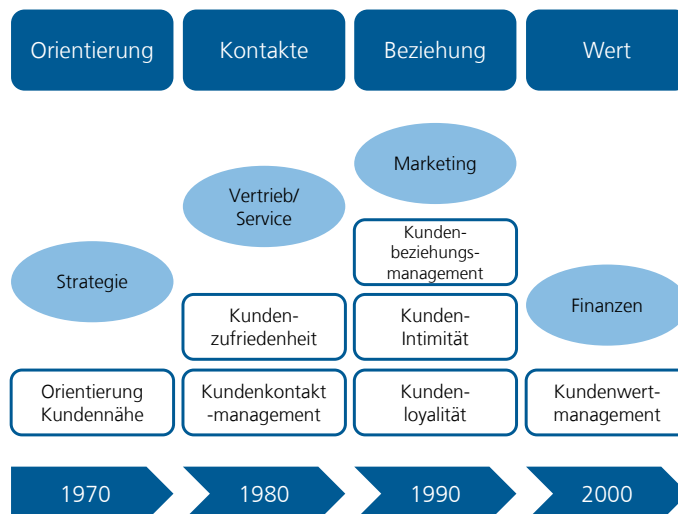 Orientierung
Kontakte
Beziehung
Wert
Marketing
Vertrieb/
Service
Kunden-
beziehungs-
management
Strategie
Finanzen
Kunden-
zufriedenheit
Kunden-
Intimität
Orientierung
Kundennähe
Kundenkontakt
-management
Kunden-
loyalität
Kundenwert-
management
1970
1980
1990
2000